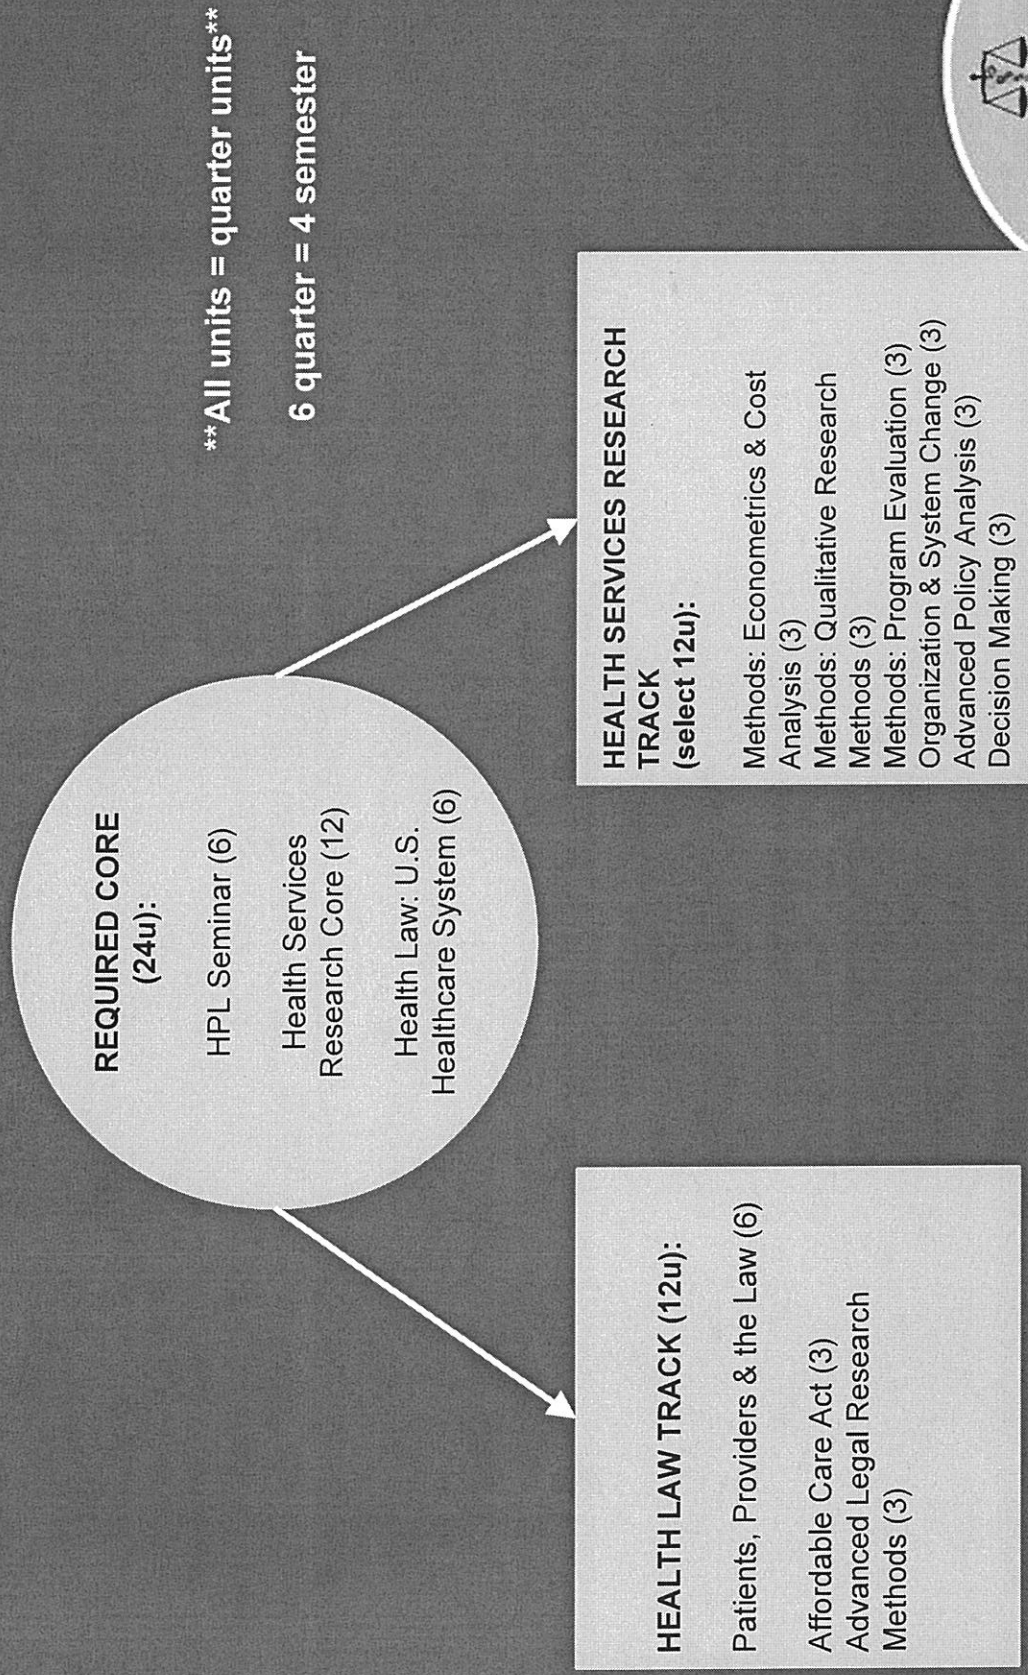 REQUIRED CORE
(24u):
HPL Seminar (6)
Health Services
Research Core (12)
Health Law: U.S.
Healthcare System (6)
**All units = quarter units**
6 quarter = 4 semester
HEALTH LAW TRACK (12u):
Patients, Providers & the Law (6)
Affordable Care Act (3)
Advanced Legal Research
Methods (3)
HEALTH SERVICES RESEARCH
TRACK
(select 12u):
Methods: Econometrics & Cost
Analysis (3)
Methods: Qualitative Research
Methods (3)
Methods: Program Evaluation (3)
Organization & System Change (3)
Advanced Policy Analysis (3)
Decision Making (3)